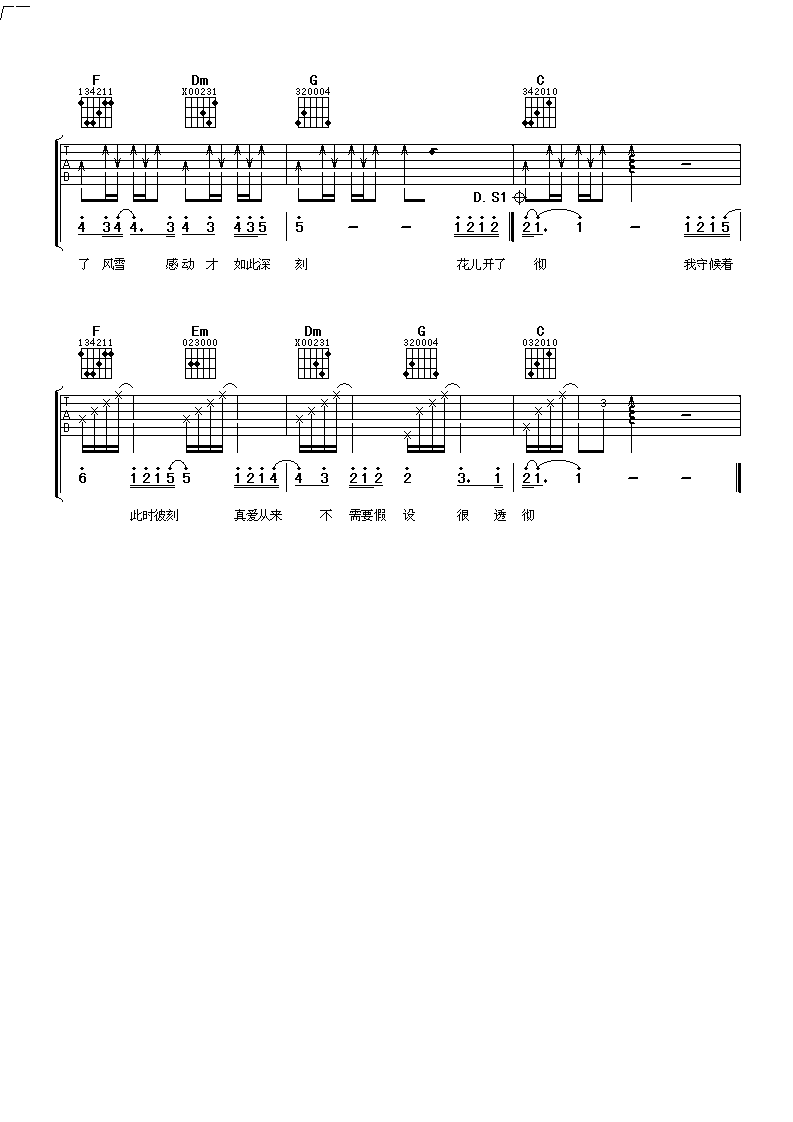 F Dm G C
134211 X00231 320004 342010
T
A
B
D. S1
4 34 4. 3 4 3 4 3 5 5 - - 1 2 1 2 2 1. 1 - 1 2 1 5
了 风雪 感 动 才 如此深 刻 花儿开了 彻 我守候着
F Em Dm G C
134211 023000 X00231 320004 032010
T
A
B
3
6 1 2 1 5 5 1 2 1 4 4 3 2 1 2 2 3. 1 2 1. 1 - -
此时彼刻 真爱从来 不 需要假 设 很 透 彻